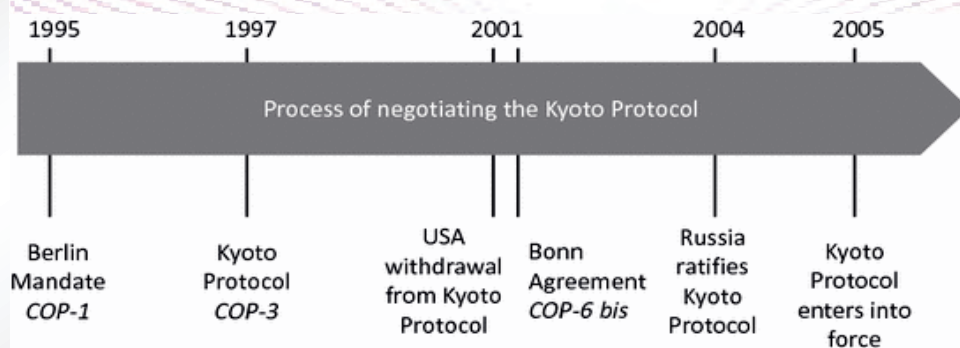 1995
1997
2001
2004
2005
Process of negotiating the Kyoto Protocol
Berlin
Mandate
COP-1
Kyoto
Protocol
COP-3
USA
withdrawal
from Kyoto
Protocol
Bonn
Agreement
COP-6 bis
Russia
ratifies
Kyoto
Protocol
Kyoto
Protocol
enters into
force